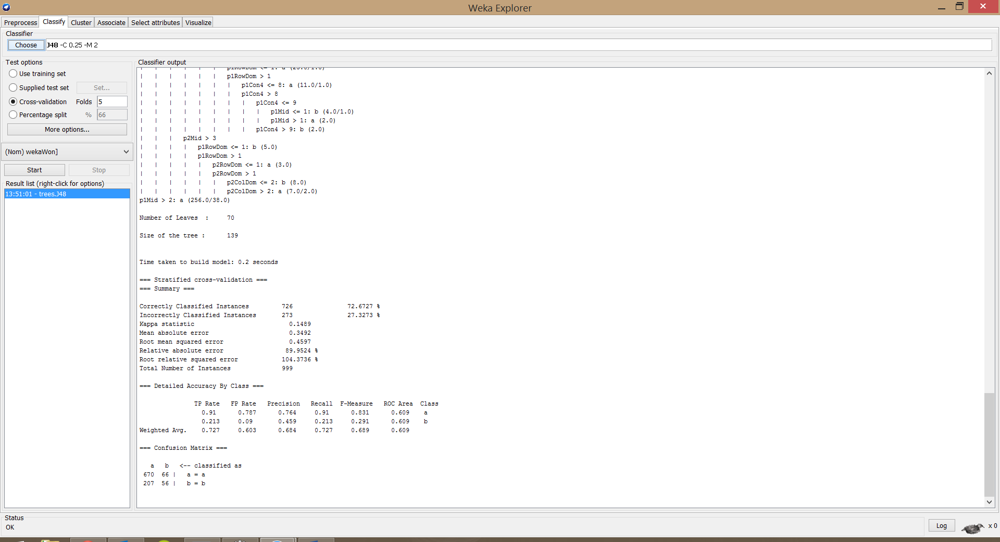 Weka Explorer
Preprocess Classify Cluster Associate Select attributes Visualize
Classifier
Choose J48 -C 0.25 -M 2
Test options
Use training set
Supplied test set Set...
Cross-validation Folds 5
Percentage split % 66
More options...
(Nom) wekaWon]
Start Stop
Result list (right-click for options)
13:51:01 - trees.J48
Classifier output
| | | | | | p1RowDom <= 1: a (23.0/1.0)
| | | | | | p1RowDom > 1
| | | | | | | p1Con4 <= 8: a (11.0/1.0)
| | | | | | | p1Con4 > 8
| | | | | | | | p1Con4 <= 9
| | | | | | | | | p1Mid <= 1: b (4.0/1.0)
| | | | | | | | | p1Mid > 1: a (2.0)
| | | | | | | | p1Con4 > 9: b (2.0)
| | | p2Mid > 3
| | | | p1RowDom <= 1: b (5.0)
| | | | p1RowDom > 1
| | | | | p2RowDom <= 1: a (3.0)
| | | | | p2RowDom > 1
| | | | | | p2ColDom <= 2: b (8.0)
| | | | | | p2ColDom > 2: a (7.0/2.0)
p1Mid > 2: a (256.0/38.0)
Number of Leaves : 70
Size of the tree : 139
Time taken to build model: 0.2 seconds
=== Stratified cross-validation ===
=== Summary ===
Correctly Classified Instances 726 72.6727 %
Incorrectly Classified Instances 273 27.3273 %
Kappa statistic 0.1489
Mean absolute error 0.3492
Root mean squared error 0.4597
Relative absolute error 89.9524 %
Root relative squared error 104.3736 %
Total Number of Instances 999
=== Detailed Accuracy By Class ===
TP Rate FP Rate Precision Recall F-Measure ROC Area Class
0.91 0.787 0.764 0.91 0.831 0.609 a
0.213 0.09 0.459 0.213 0.291 0.609 b
Weighted Avg. 0.727 0.603 0.684 0.727 0.689 0.609
=== Confusion Matrix ===
a b <-- classified as
670 66 | a = a
207 56 | b = b
Status
OK
Log x 0